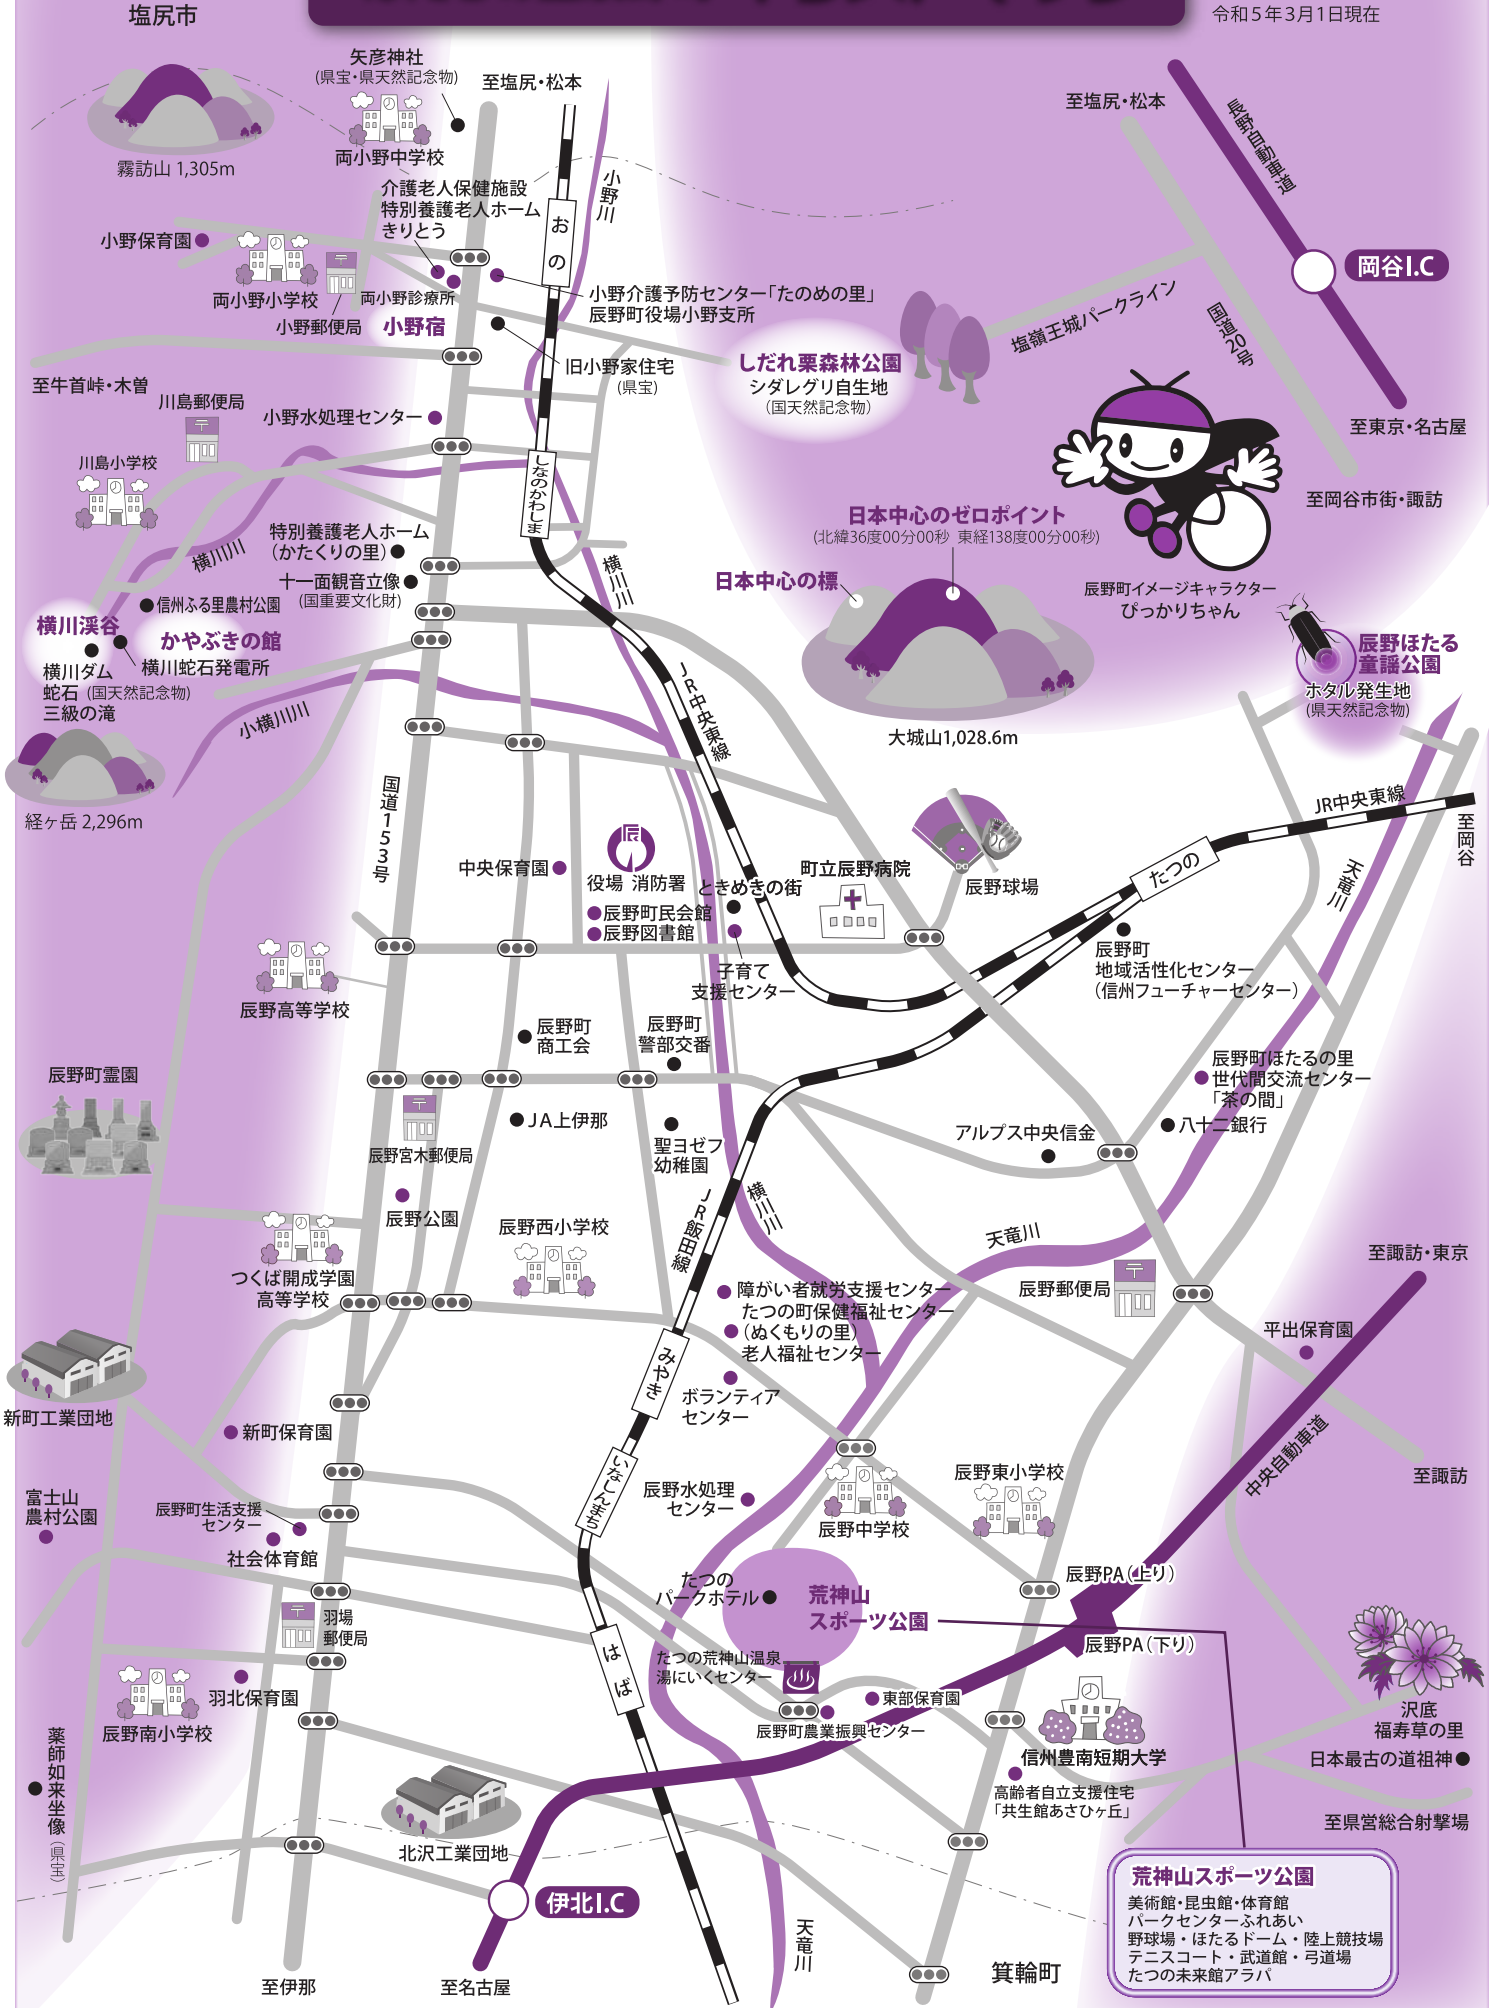 塩尻市
令和5年3月1日現在
矢彦神社
(県宝・県天然記念物)
至塩尻・松本
至塩尻・松本
長野自動車道
霧訪山 1,305m
両小野中学校
介護老人保健施設
特別養護老人ホーム
きりとう
小野川
おの
小野保育園
両小野小学校
両小野診療所
小野郵便局
小野宿
小野介護予防センター「たのめの里」
辰野町役場小野支所
岡谷I.C
塩嶺王城パークライン
国道20号
旧小野家住宅
(県宝)
しだれ栗森林公園
シダレグリ自生地
(国天然記念物)
至牛首峠・木曽
川島郵便局
小野水処理センター
至東京・名古屋
川島小学校
しなのかわしま
至岡谷市街・諏訪
日本中心のゼロポイント
(北緯36度00分00秒 東経138度00分00秒)
特別養護老人ホーム
(かたくりの里)
横川川
横川川
日本中心の標
十一面観音立像
(国重要文化財)
辰野町イメージキャラクター
ぴっかりちゃん
信州ふる里農村公園
横川渓谷
かやぶきの館
横川蛇石発電所
横川ダム
蛇石 (国天然記念物)
三級の滝
辰野ほたる
童謡公園
ホタル発生地
(県天然記念物)
小横川川
JR中央東線
大城山1,028.6m
経ヶ岳 2,296m
国道153号
JR中央東線
至岡谷
中央保育園
辰
役場 消防署
ときめきの街
町立辰野病院
辰野球場
たつの
天竜川
辰野町民会館
辰野図書館
辰野町
地域活性化センター
(信州フューチャーセンター)
子育て
支援センター
辰野高等学校
辰野町
商工会
辰野町
警部交番
辰野町霊園
辰野町ほたるの里
世代間交流センター
「茶の間」
JA上伊那
聖ヨゼフ
幼稚園
アルプス中央信金
八十二銀行
辰野宮木郵便局
横川川
辰野公園
辰野西小学校
JR飯田線
天竜川
至諏訪・東京
つくば開成学園
高等学校
障がい者就労支援センター
たつの町保健福祉センター
(ぬくもりの里)
老人福祉センター
辰野郵便局
平出保育園
みやき
ボランティア
センター
新町工業団地
新町保育園
中央自動車道
いなしんまち
辰野水処理
センター
辰野東小学校
至諏訪
富士山
農村公園
辰野町生活支援
センター
社会体育館
辰野中学校
たつの
パークホテル
荒神山
スポーツ公園
辰野PA(上り)
羽場
郵便局
はば
たつの荒神山温泉
湯にいくセンター
辰野PA(下り)
羽北保育園
東部保育園
辰野町農業振興センター
辰野南小学校
沢底
福寿草の里
薬師如来坐像(県宝)
信州豊南短期大学
日本最古の道祖神
高齢者自立支援住宅
「共生館あさひヶ丘」
至県営総合射撃場
北沢工業団地
伊北I.C
荒神山スポーツ公園
美術館・昆虫館・体育館
パークセンターふれあい
野球場・ほたるドーム・陸上競技場
テニスコート・武道館・弓道場
たつの未来館アラパ
天竜川
箕輪町
至伊那
至名古屋